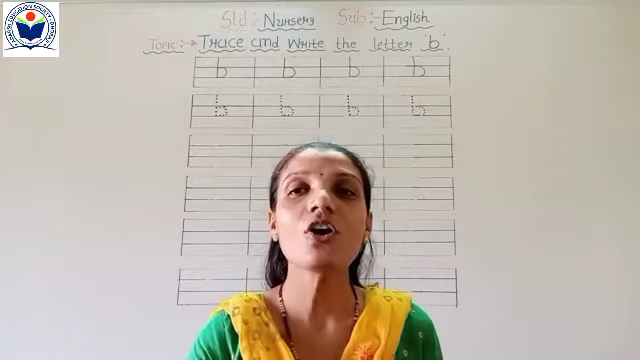 Std :- Nursery Sub :- English
Topic :-→ Trace and write the letter 'b'.
b b b b
b b b b